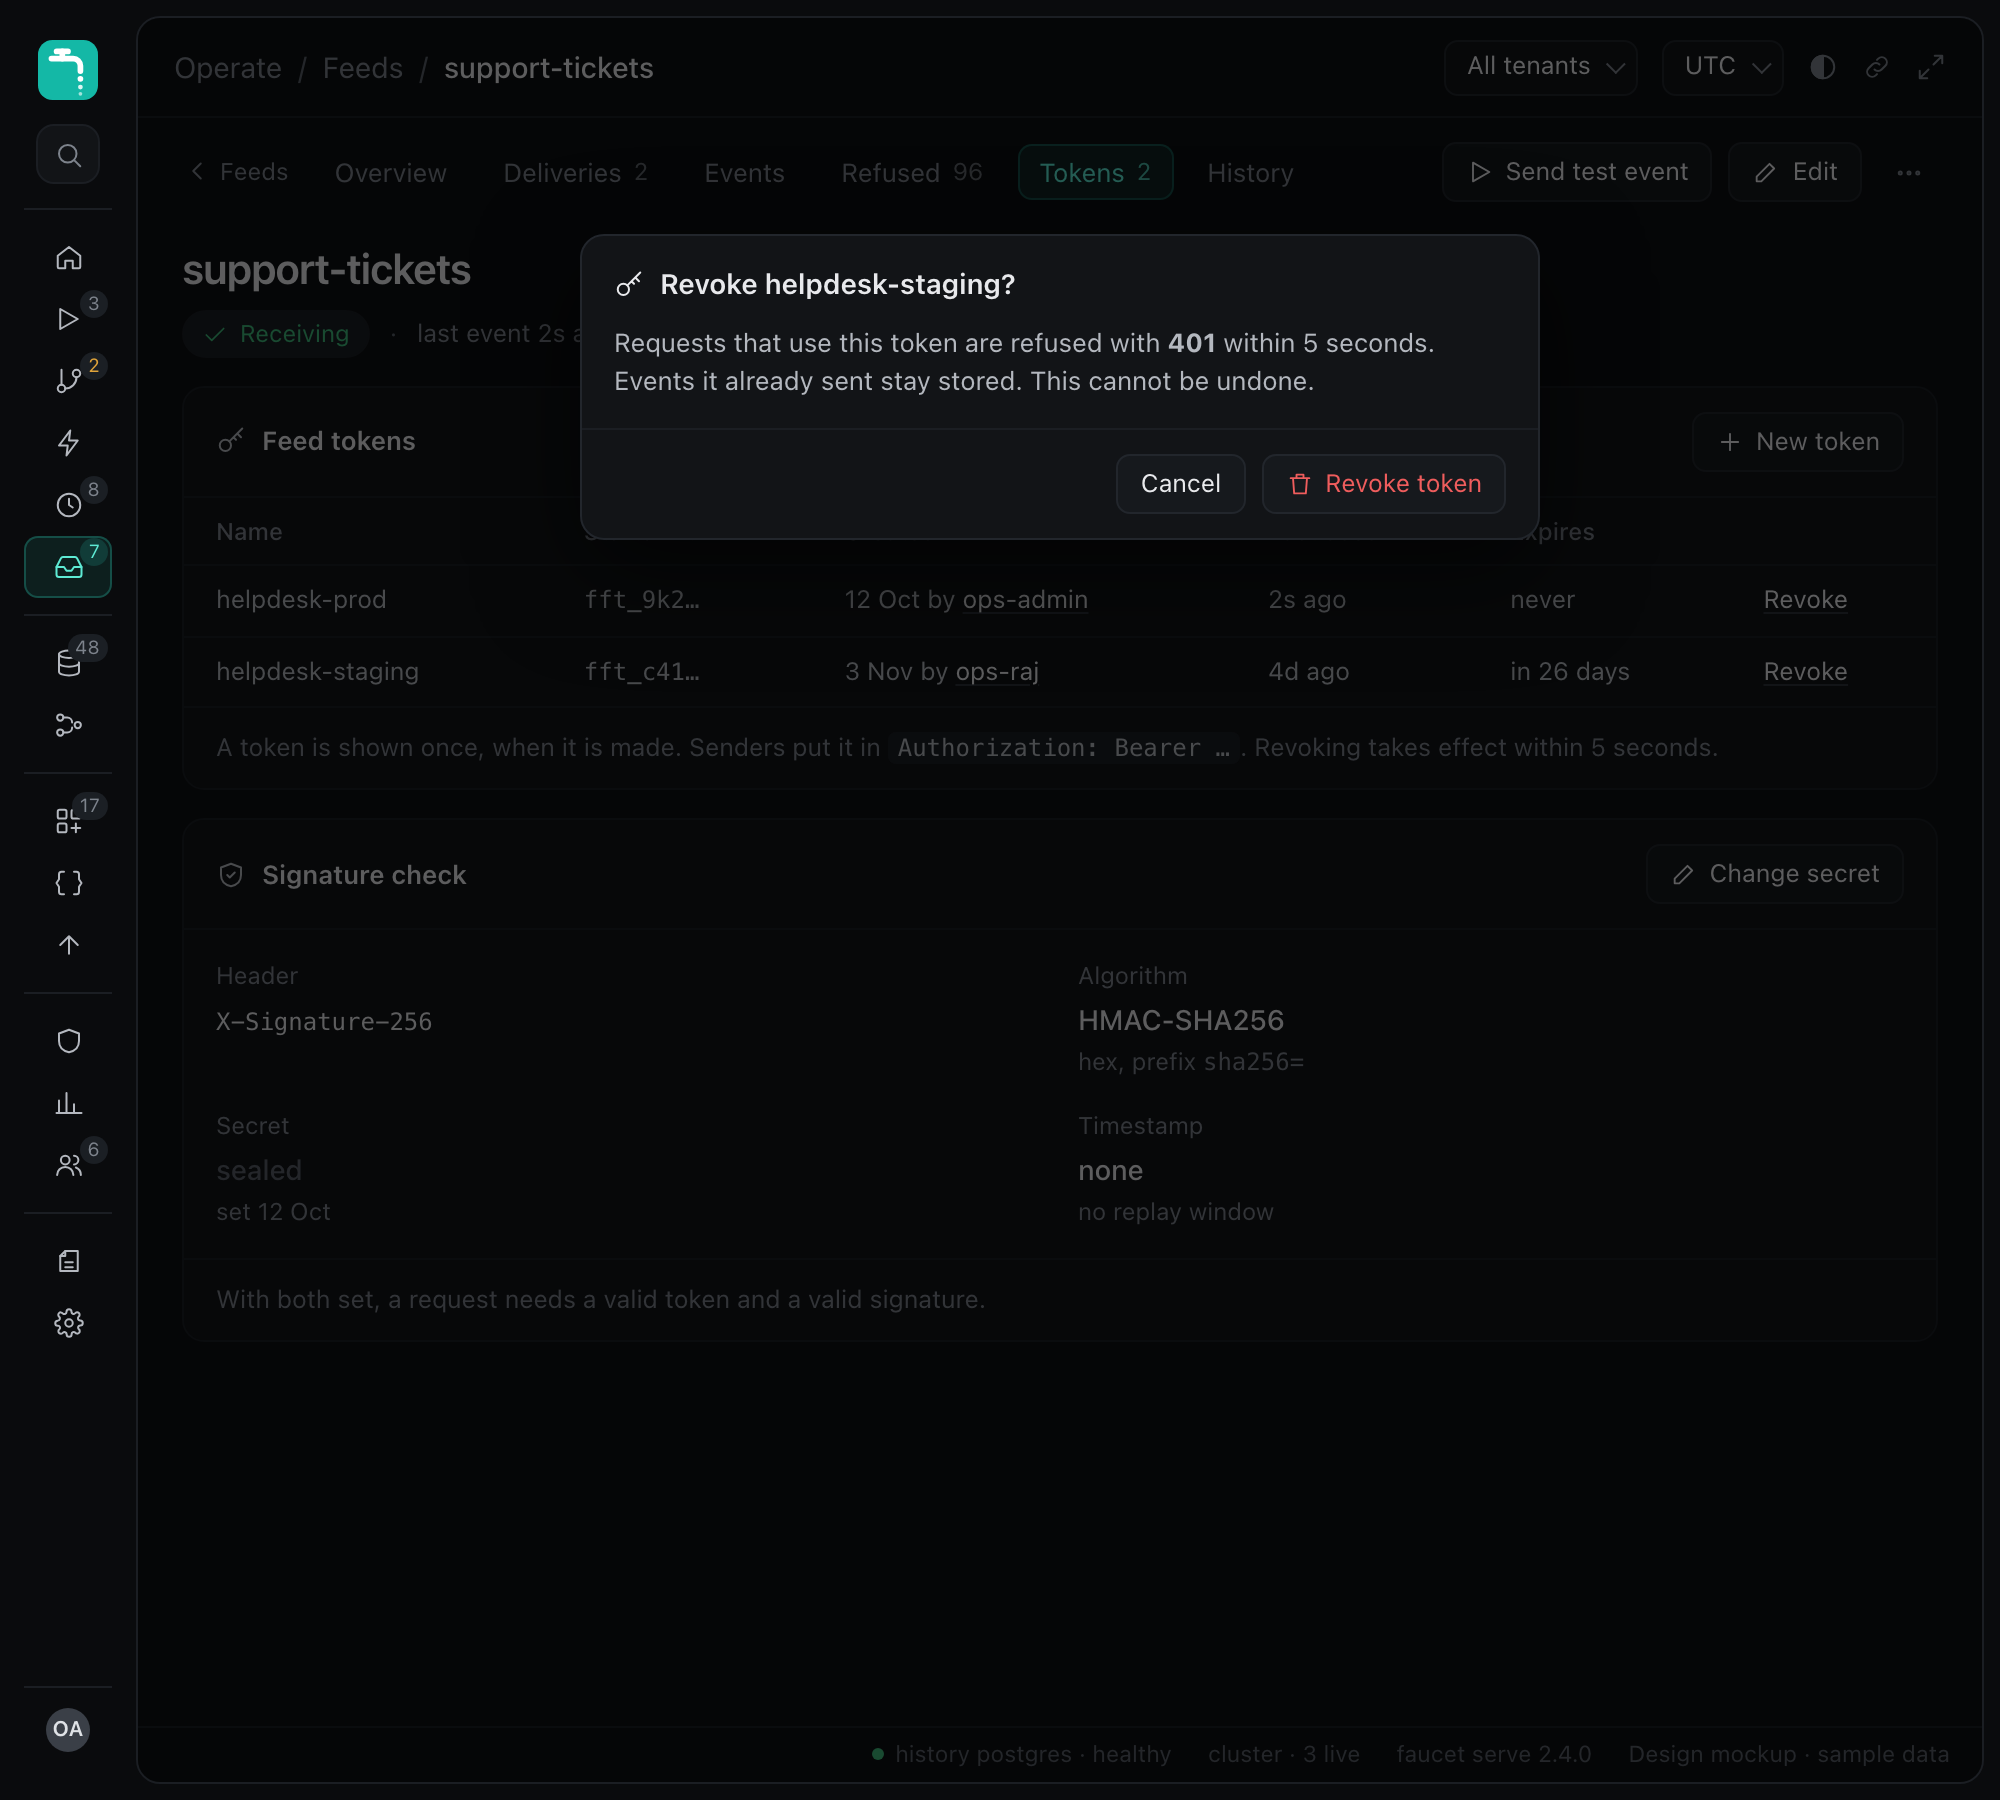 Operate / Feeds / support-tickets
All tenants
UTC
Feeds
Overview
Deliveries 2
Events
Refused 96
Tokens 2
History
Send test event
Edit
support-tickets
Receiving · last event 2s
Revoke helpdesk-staging?
Requests that use this token are refused with 401 within 5 seconds.
Events it already sent stay stored. This cannot be undone.
Cancel
Revoke token
Feed tokens
New token
Name
helpdesk-prod fft_9k2… 12 Oct by ops-admin 2s ago never Revoke
helpdesk-staging fft_c41… 3 Nov by ops-raj 4d ago in 26 days Revoke
A token is shown once, when it is made. Senders put it in Authorization: Bearer … . Revoking takes effect within 5 seconds.
Signature check
Change secret
Header
X-Signature-256
Algorithm
HMAC-SHA256
hex, prefix sha256=
Secret
sealed
set 12 Oct
Timestamp
none
no replay window
With both set, a request needs a valid token and a valid signature.
3
2
8
7
48
17
6
OA
history postgres · healthy
cluster · 3 live
faucet serve 2.4.0
Design mockup · sample data